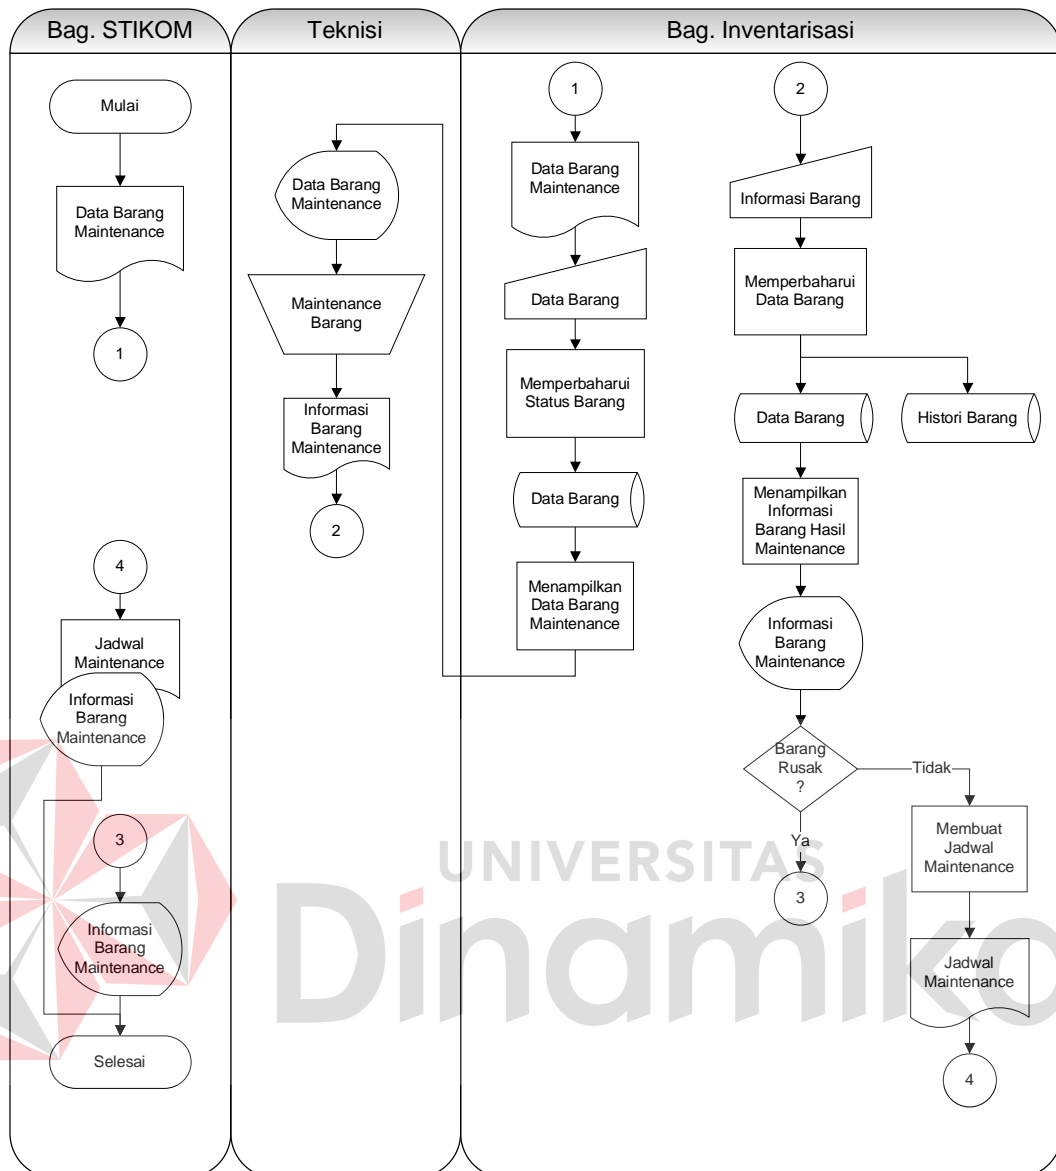 Bag. STIKOM
Teknisi
Bag. Inventarisasi
Mulai
Data Barang
Maintenance
1
4
Jadwal
Maintenance
Informasi
Barang
Maintenance
3
Informasi
Barang
Maintenance
Selesai
Data Barang
Maintenance
Maintenance
Barang
Informasi
Barang
Maintenance
2
1
Data Barang
Maintenance
Data Barang
Memperbaharui
Status Barang
Data Barang
Menampilkan
Data Barang
Maintenance
2
Informasi Barang
Memperbaharui
Data Barang
Data Barang
Histori Barang
Menampilkan
Informasi
Barang Hasil
Maintenance
Informasi
Barang
Maintenance
Barang
Rusak
?
Tidak
Ya
3
Membuat
Jadwal
Maintenance
Jadwal
Maintenance
4
UNIVERSITAS
Dinamika